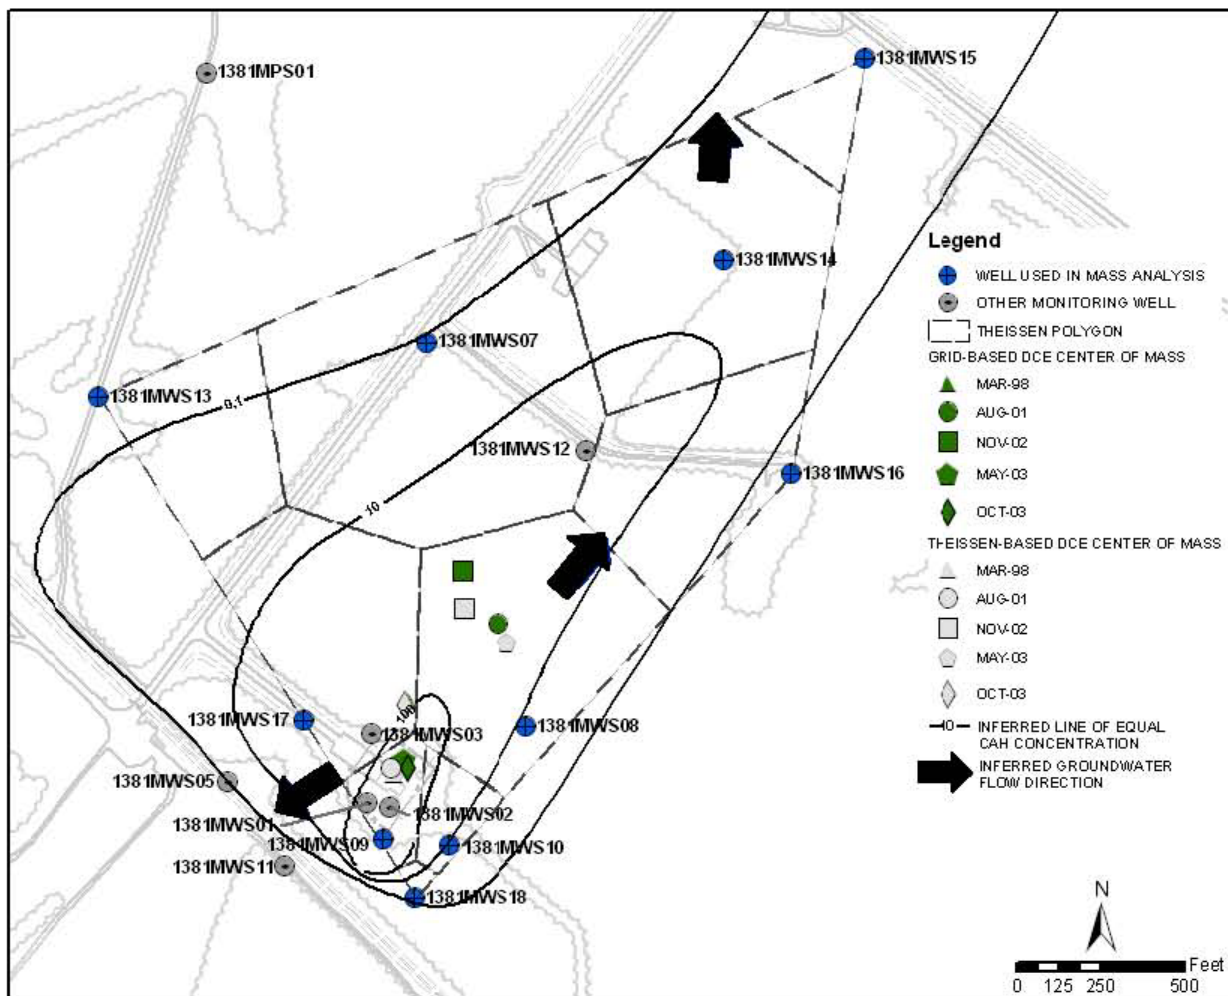 1381MPS01
1381MWS15
1381MWS14
1381MWS07
1381MWS13
0.1
1381MWS12
1381MWS16
10
1381MWS17
100
1381MWS03
1381MWS08
1381MWS05
1381MWS01
1381MWS02
1381MWS09
1381MWS10
1381MWS11
1381MWS18
Legend
WELL USED IN MASS ANALYSIS
OTHER MONITORING WELL
THEISSEN POLYGON
GRID-BASED DCE CENTER OF MASS
MAR-98
AUG-01
NOV-02
MAY-03
OCT-03
THEISSEN-BASED DCE CENTER OF MASS
MAR-98
AUG-01
NOV-02
MAY-03
OCT-03
10
INFERRED LINE OF EQUAL
CAH CONCENTRATION
INFERRED GROUNDWATER
FLOW DIRECTION
N
Feet
0 125 250 500